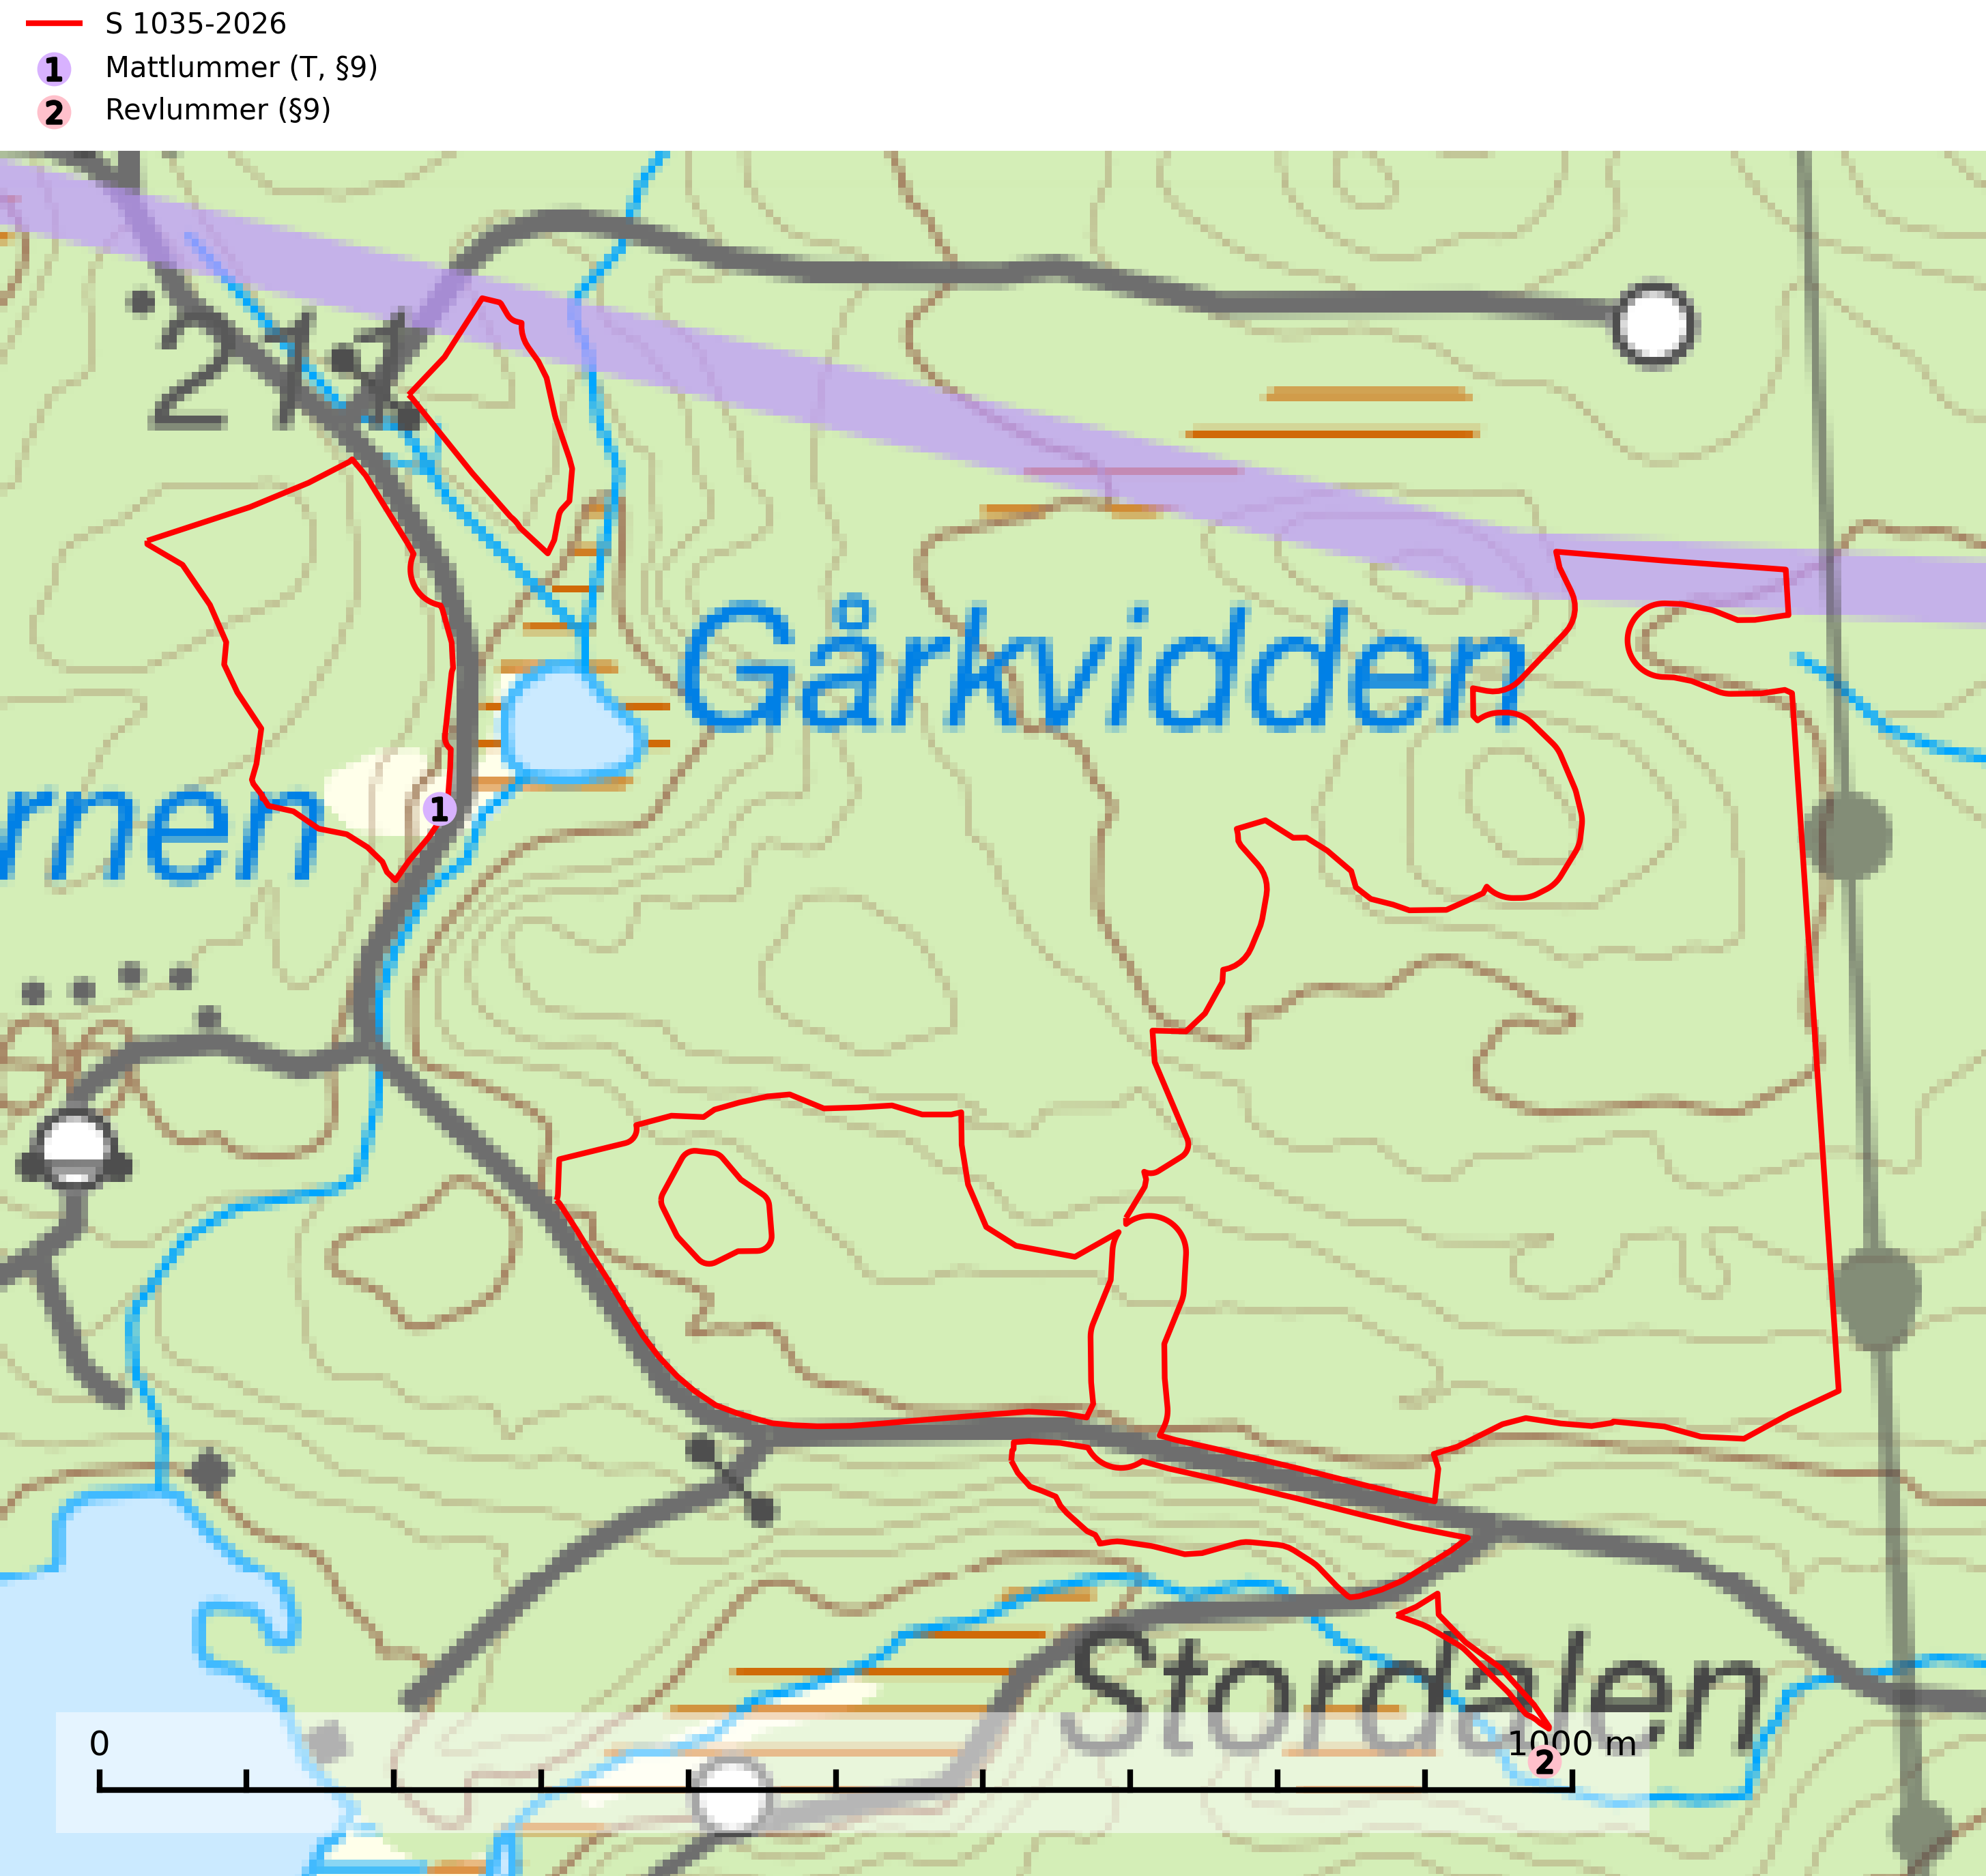 S 1035-2026
1 Mattlummer (T, §9)
2 Revlummer (§9)
211
Gårkvidden
rnen
1
Stordalen
0 1000 m
2